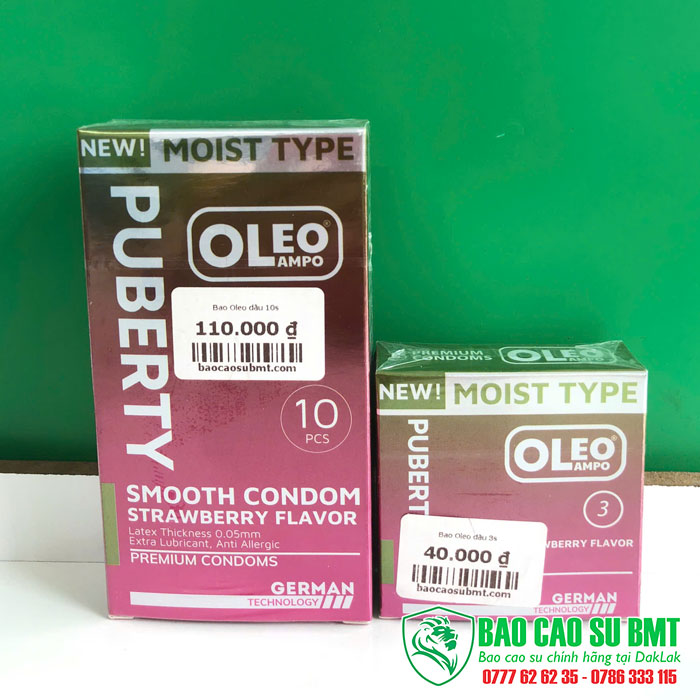 NEW! MOIST TYPE
PUBERTY
OLEO®
AMPO
Bao Oleo dâu 10s
110.000 ₫
baocaosubmt.com
10
PCS
SMOOTH CONDOM
STRAWBERRY FLAVOR
Latex Thickness 0.05mm
Extra Lubricant, Anti Allergic
PREMIUM CONDOMS
GERMAN
TECHNOLOGY
PREMIUM
CONDOMS
OLEO
AMPO
NEW! MOIST TYPE
PUBERT
OLEO
AMPO
3
Bao Oleo dâu 3s
40.000 ₫
baocaosubmt.com
WBERRY FLAVOR
GERMAN
TECHNOLOGY
BAO CAO SU BMT
Bao cao su chính hãng tại DakLak
0777 62 62 35 - 0786 333 115